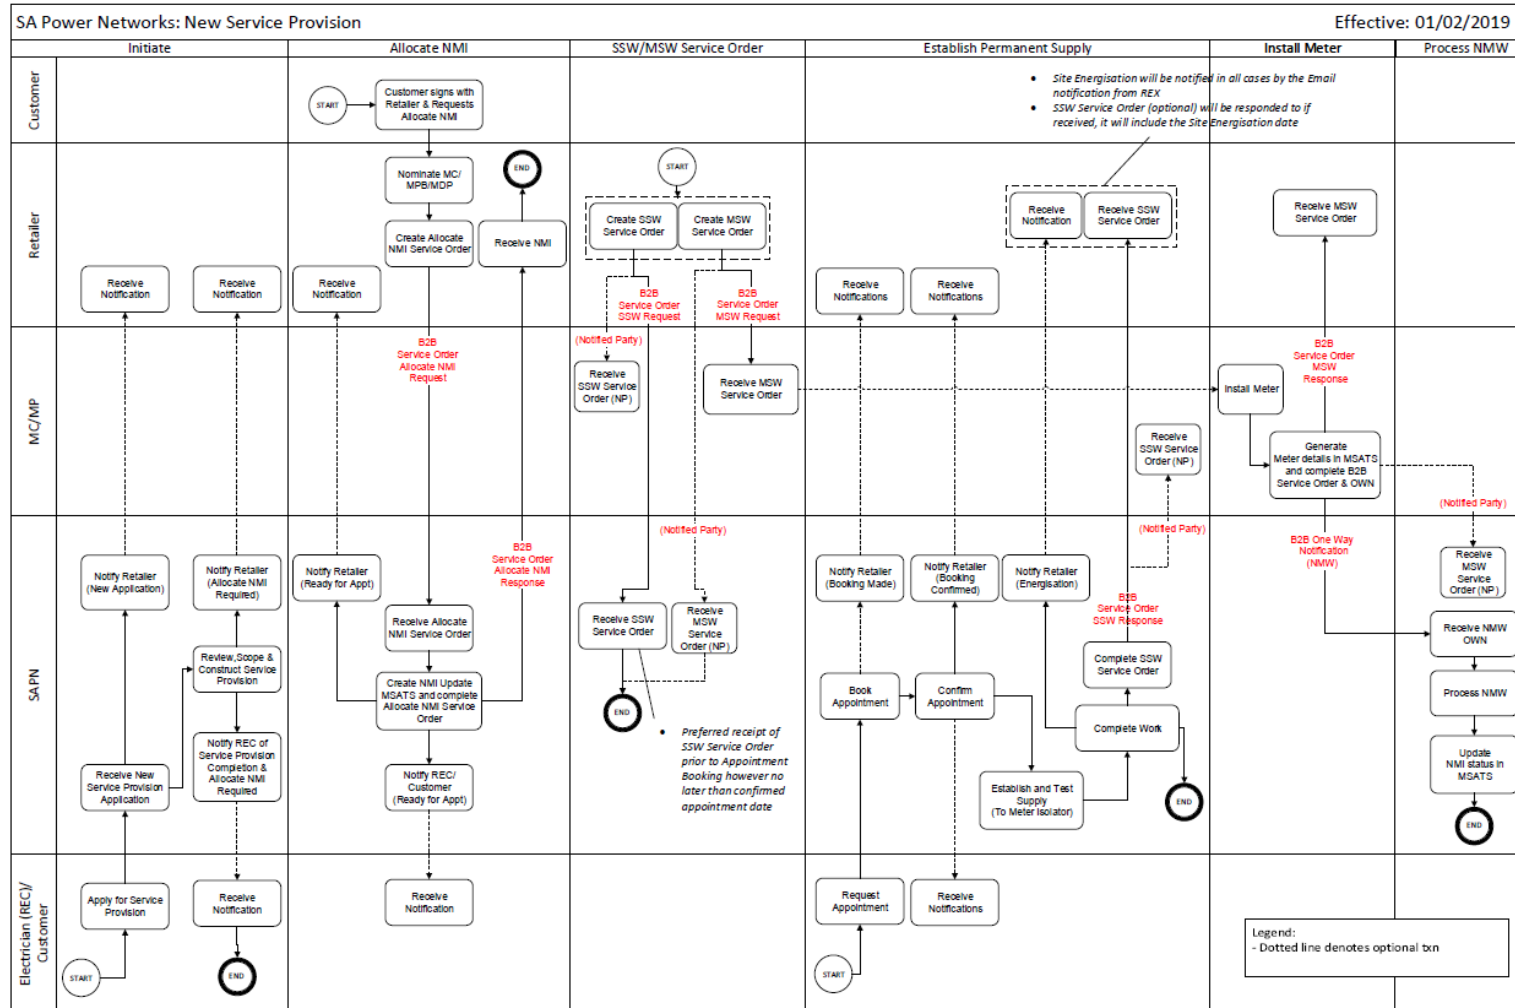 SA Power Networks: New Service Provision
Effective: 01/02/2019
Initiate
Allocate NMI
SSW/MSW Service Order
Establish Permanent Supply
Install Meter
Process NMW
Customer
START
Customer signs with
Retailer & Requests
Allocate NMI
• Site Energisation will be notified in all cases by the Email
notification from REX
• SSW Service Order (optional) will be responded to if
received, it will include the Site Energisation date
Retailer
Nominate MC/
MPB/MDP
END
START
Create Allocate
NMI Service Order
Receive NMI
Create SSW
Service Order
Create MSW
Service Order
Receive
Notification
Receive SSW
Service Order
Receive MSW
Service Order
Receive
Notification
Receive
Notification
Receive
Notification
Receive
Notifications
Receive
Notifications
B2B
Service Order
SSW Request
B2B
Service Order
MSW Request
MC/MP
B2B
Service Order
Allocate NMI
Request
(Notified Party)
Receive
SSW Service
Order (NP)
Receive MSW
Service Order
Install Meter
B2B
Service Order
MSW
Response
Receive
SSW Service
Order (NP)
Generate
Meter details in MSATS
and complete B2B
Service Order & OWN
(Notified Party)
SAPN
Notify Retailer
(New Application)
Notify Retailer
(Allocate NMI
Required)
Notify Retailer
(Ready for Appt)
B2B
Service Order
Allocate NMI
Response
(Notified Party)
Notify Retailer
(Booking Made)
Notify Retailer
(Booking
Confirmed)
Notify Retailer
(Energisation)
(Notified Party)
B2B One Way
Notification
(NMW)
Receive
MSW
Service
Order (NP)
Receive Allocate
NMI Service Order
Receive SSW
Service Order
Receive
MSW
Service
Order (NP)
B2B
Service Order
SSW Response
Receive NMW
OWN
Review,Scope &
Construct Service
Provision
Create NMI Update
MSATS and complete
Allocate NMI Service
Order
END
Book
Appointment
Confirm
Appointment
Complete SSW
Service Order
Process NMW
Complete Work
Notify REC of
Service Provision
Completion &
Allocate NMI
Required
• Preferred receipt of
SSW Service Order
prior to Appointment
Booking however no
later than confirmed
appointment date
Update
NMI status in
MSATS
Receive New
Service Provision
Application
Notify REC/
Customer
(Ready for Appt)
Establish and Test
Supply
(To Meter Isolator)
END
END
Electrician (REC)/
Customer
Apply for Service
Provision
Receive
Notification
Receive
Notification
Request
Appointment
Receive
Notifications
START
END
START
Legend:
- Dotted line denotes optional txn